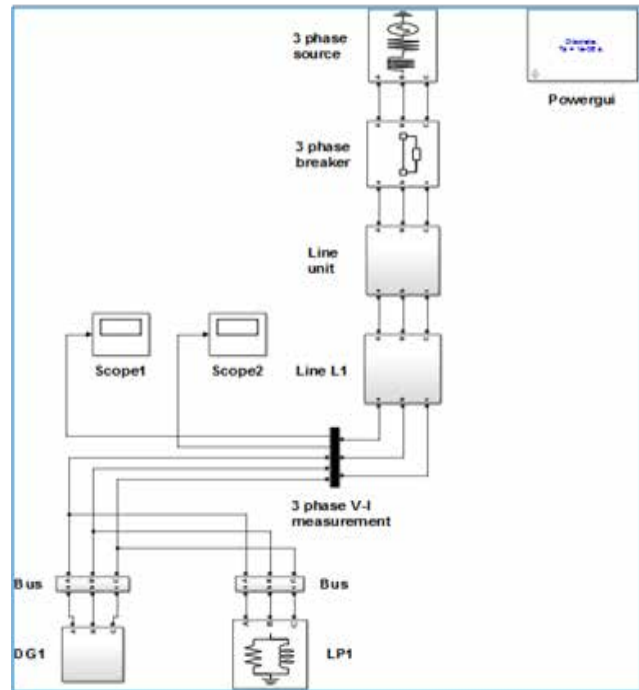 3 phase
source
Powergui
3 phase
breaker
Line
unit
Scope1
Scope2
Line L1
3 phase V-I
measurement
Bus
Bus
DG1
LP1